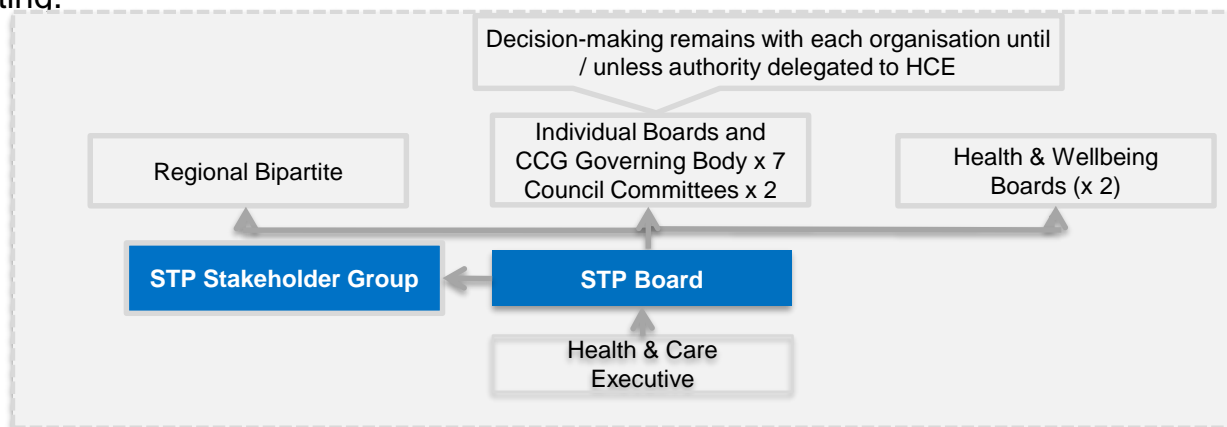 Decision-making remains with each organisation until
/ unless authority delegated to HCE
Regional Bipartite
Individual Boards and
CCG Governing Body x 7
Council Committees x 2
Health & Wellbeing
Boards (x 2)
STP Stakeholder Group
STP Board
Health & Care
Executive